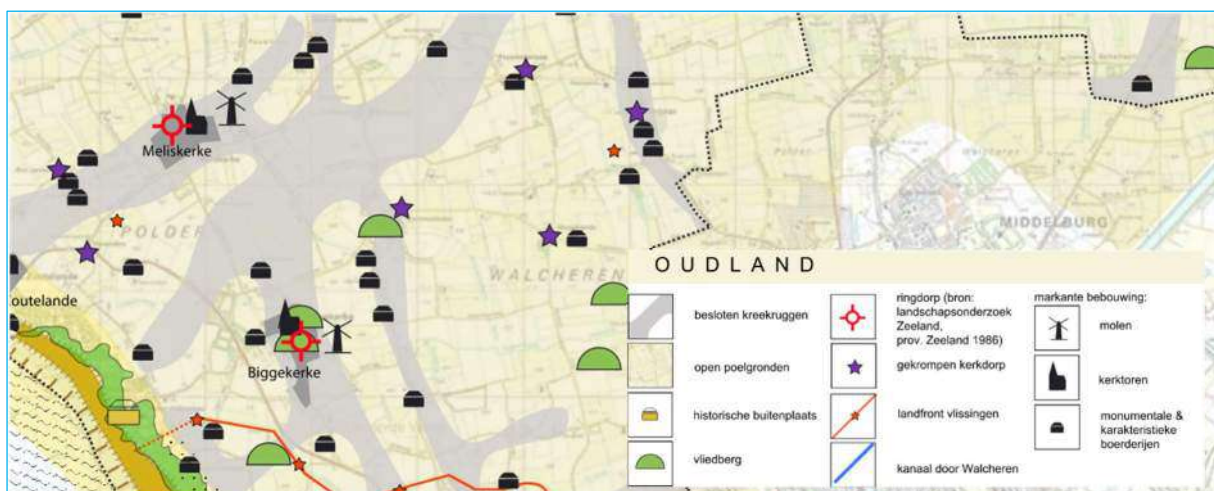 Meliskerke
POLDER
WALCHEREN
MIDDELBURG
outelande
Biggekerke
OUDLAND
besloten kreekruggen
open poelgronden
historische buitenplaats
vliedberg
ringdorp (bron:
landschapsonderzoek
Zeeland,
prov. Zeeland 1986)
gekrompen kerkdorp
landfront vlissingen
kanaal door Walcheren
markante bebouwing:
molen
kerktoren
monumentale &
karakteristieke
boerderijen